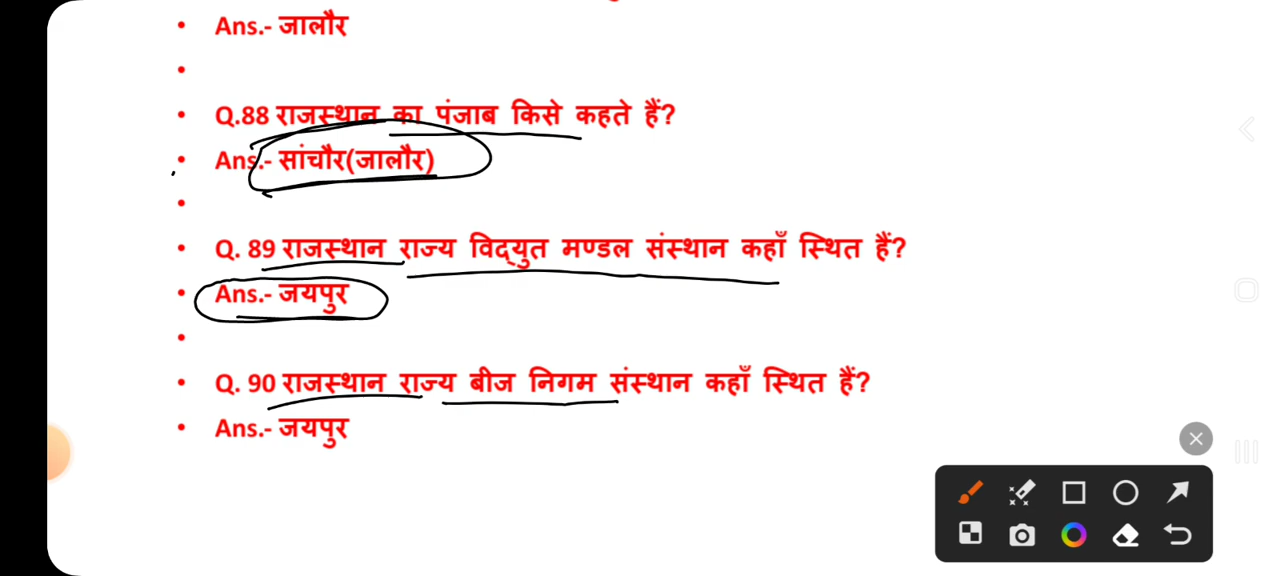 Ans.- जालौर
Q.88 राजस्थान का पंजाब किसे कहते हैं?
Ans.- सांचौर(जालौर)
Q. 89 राजस्थान राज्य विद्युत मण्डल संस्थान कहाँ स्थित हैं?
Ans.- जयपुर
Q. 90 राजस्थान राज्य बीज निगम संस्थान कहाँ स्थित हैं?
Ans.- जयपुर